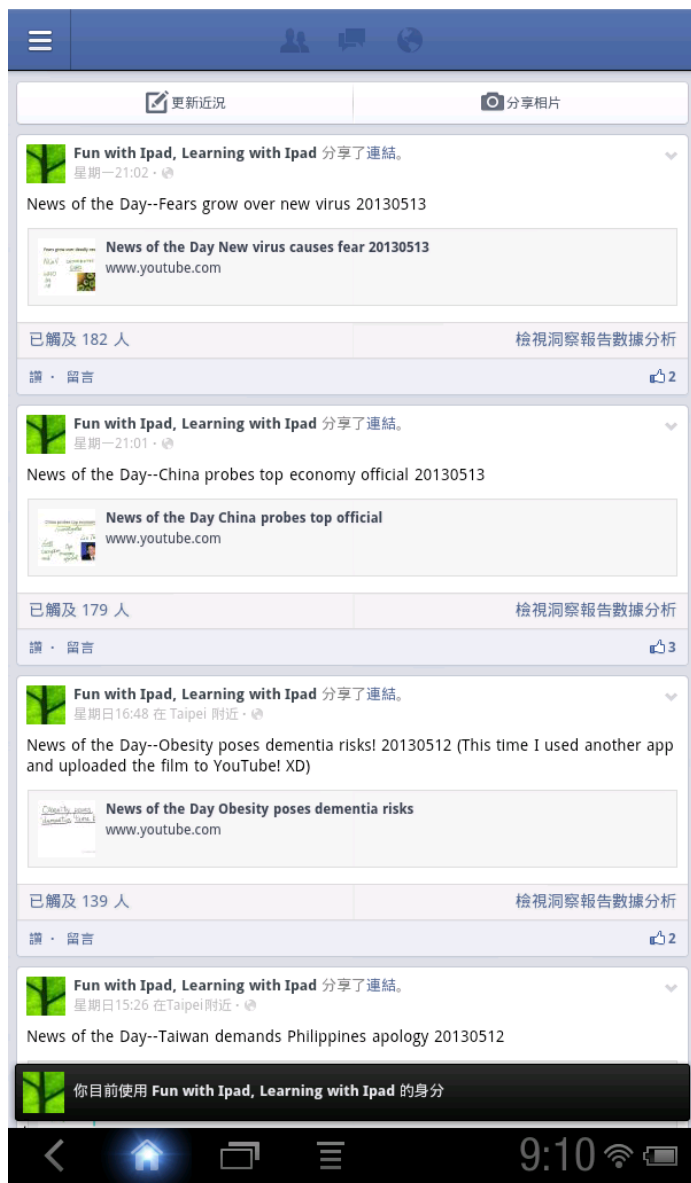 更新近況
分享相片
Fun with Ipad, Learning with Ipad 分享了連結。
星期一21:02 ·
News of the Day--Fears grow over new virus 20130513
News of the Day New virus causes fear 20130513
www.youtube.com
已觸及 182 人
檢視洞察報告數據分析
讚 · 留言
2
Fun with Ipad, Learning with Ipad 分享了連結。
星期一21:01 ·
News of the Day--China probes top economy official 20130513
News of the Day China probes top official
www.youtube.com
已觸及 179 人
檢視洞察報告數據分析
讚 · 留言
3
Fun with Ipad, Learning with Ipad 分享了連結。
星期日16:48 在 Taipei 附近 ·
News of the Day--Obesity poses dementia risks! 20130512 (This time I used another app
and uploaded the film to YouTube! XD)
Obesity poses
News of the Day Obesity poses dementia risks
www.youtube.com
已觸及 139 人
檢視洞察報告數據分析
讚 · 留言
2
Fun with Ipad, Learning with Ipad 分享了連結。
星期日15:26 在Taipei附近 ·
News of the Day--Taiwan demands Philippines apology 20130512
你目前使用 Fun with Ipad, Learning with Ipad 的身分
9:10